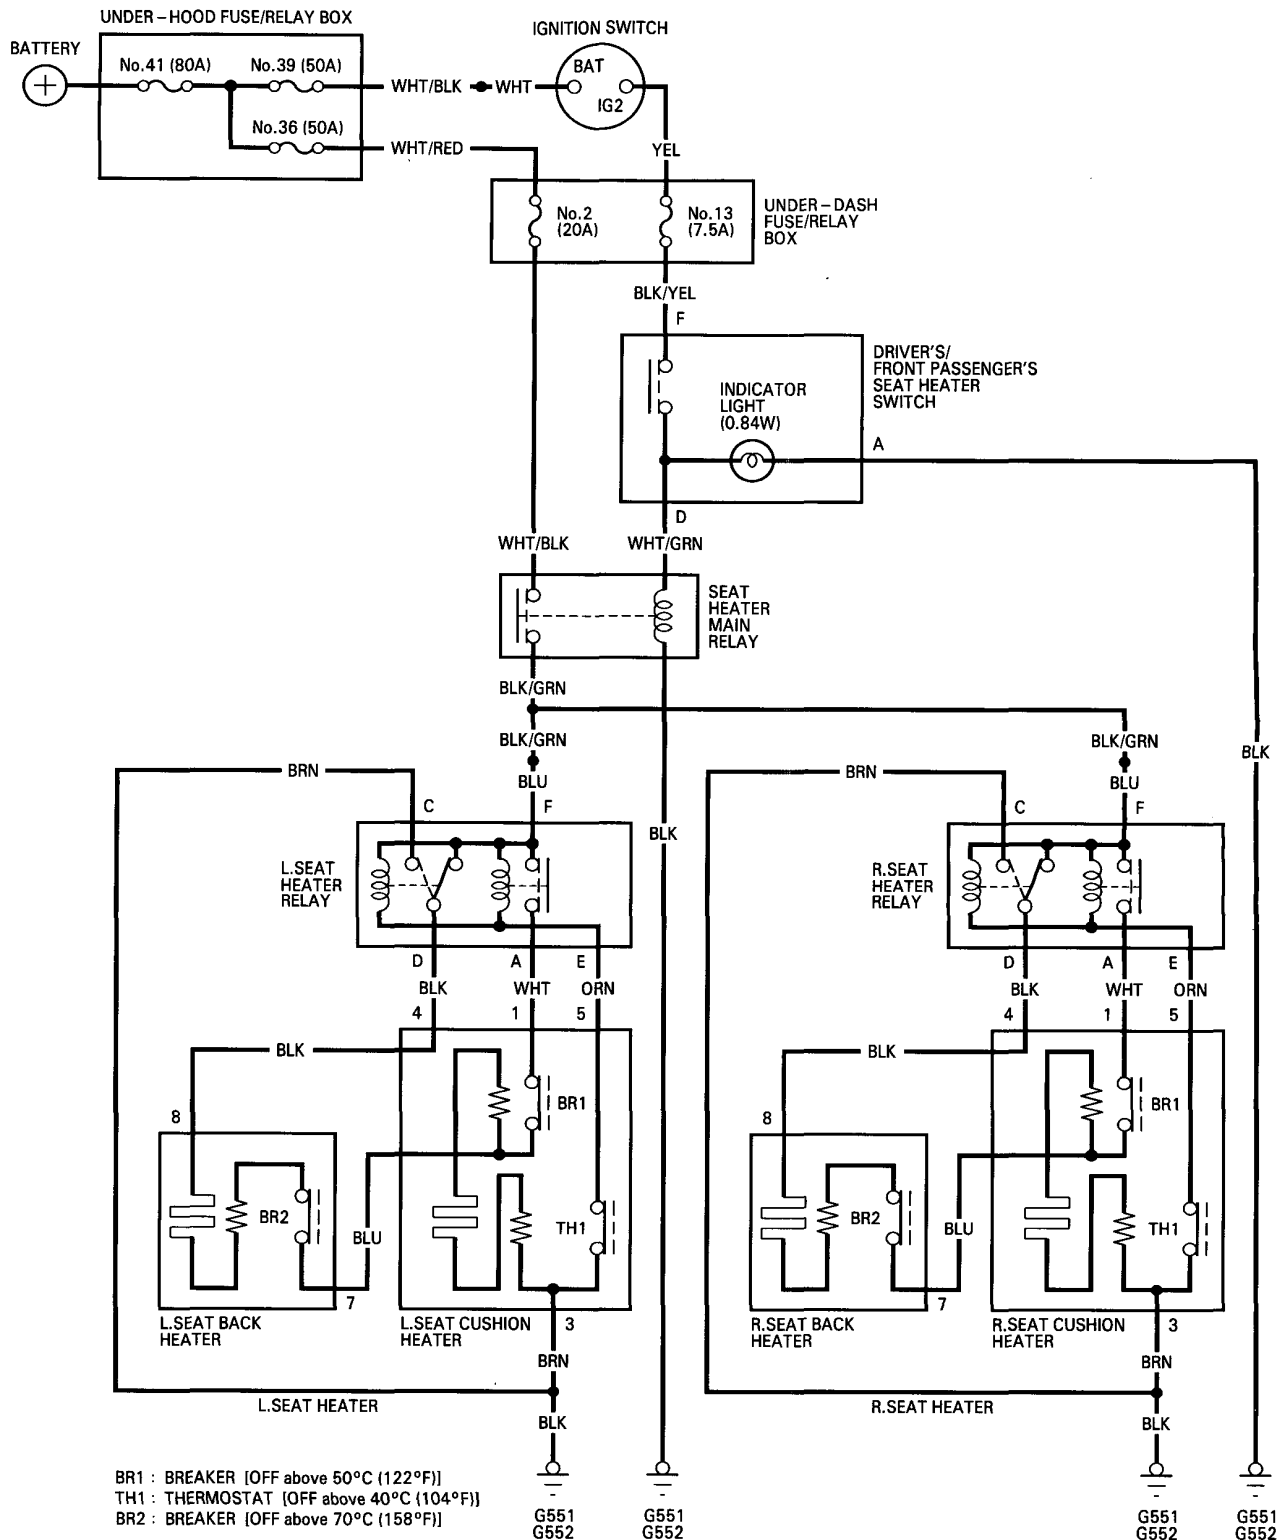 UNDER-HOOD FUSE/RELAY BOX
IGNITION SWITCH
BATTERY
No.41 (80A)
No.39 (50A)
WHT/BLK
WHT
BAT
IG2
No.36 (50A)
WHT/RED
YEL
No.2
(20A)
No.13
(7.5A)
UNDER-DASH
FUSE/RELAY
BOX
BLK/YEL
F
DRIVER'S/
FRONT PASSENGER'S
SEAT HEATER
SWITCH
INDICATOR
LIGHT
(0.84W)
A
D
WHT/BLK
WHT/GRN
SEAT
HEATER
MAIN
RELAY
BLK/GRN
BLK/GRN
BLK/GRN
BLK
BRN
BLU
BRN
BLU
C
F
C
F
BLK
L.SEAT
HEATER
RELAY
R.SEAT
HEATER
RELAY
D
A
E
D
A
E
BLK
WHT
ORN
BLK
WHT
ORN
4
1
5
4
1
5
BLK
BLK
BR1
BR1
8
8
BR2
BLU
TH1
BR2
BLU
TH1
7
7
L.SEAT BACK
HEATER
L.SEAT CUSHION
HEATER
3
R.SEAT BACK
HEATER
R.SEAT CUSHION
HEATER
3
BRN
BRN
L.SEAT HEATER
R.SEAT HEATER
BLK
BLK
BR1 : BREAKER [OFF above 50°C (122°F)]
TH1 : THERMOSTAT [OFF above 40°C (104°F)]
BR2 : BREAKER [OFF above 70°C (158°F)]
G551
G552
G551
G552
G551
G552
G551
G552